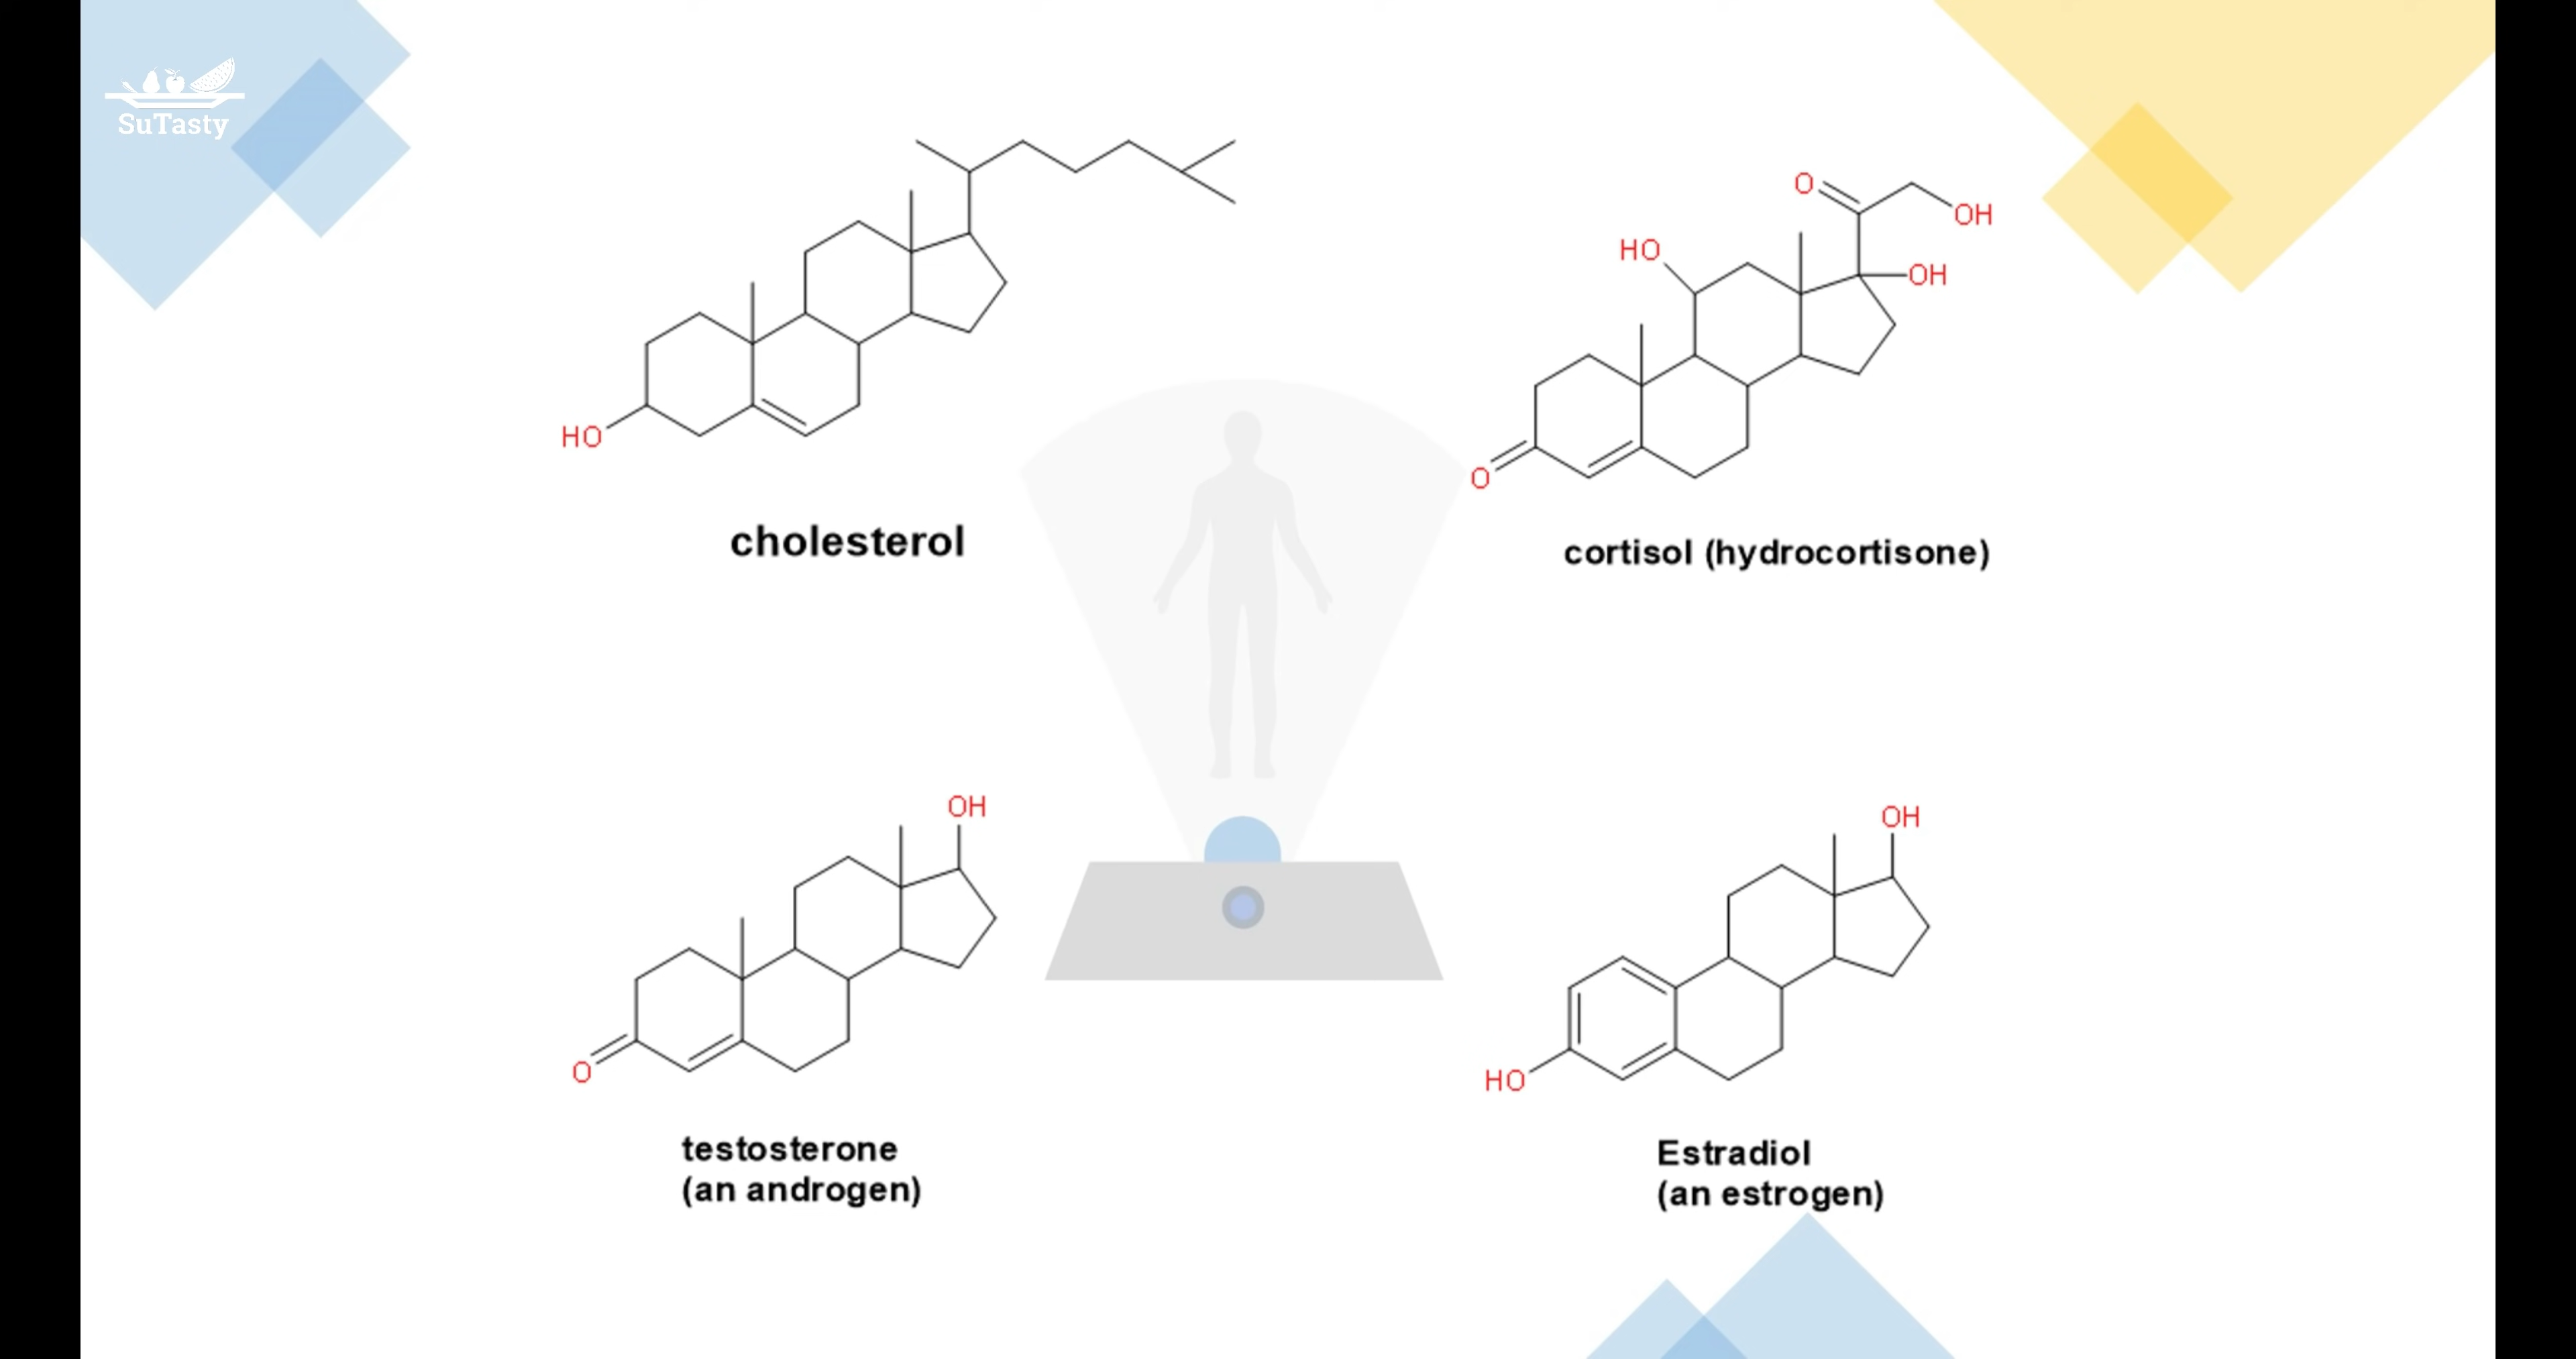 SuTasty
O
OH
HO
OH
HO
O
cholesterol
cortisol (hydrocortisone)
OH
O
testosterone
(an androgen)
OH
HO
Estradiol
(an estrogen)